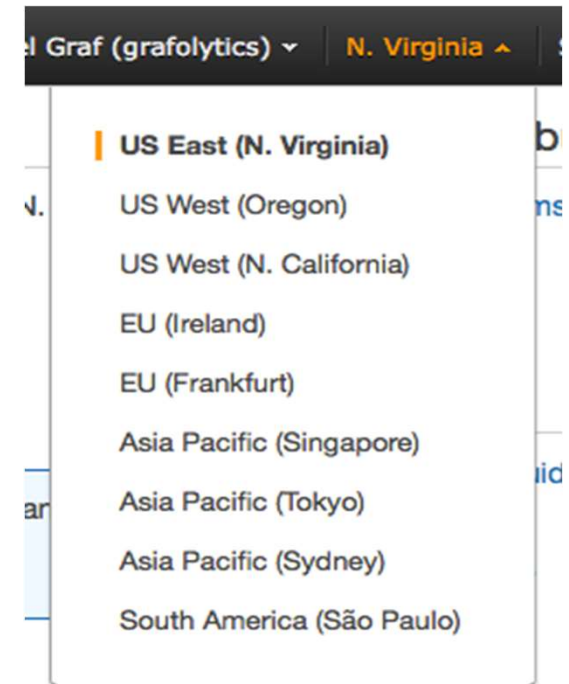 l Graf (grafolytics) N. Virginia
US East (N. Virginia)
US West (Oregon)
US West (N. California)
EU (Ireland)
EU (Frankfurt)
Asia Pacific (Singapore)
Asia Pacific (Tokyo)
Asia Pacific (Sydney)
South America (São Paulo)